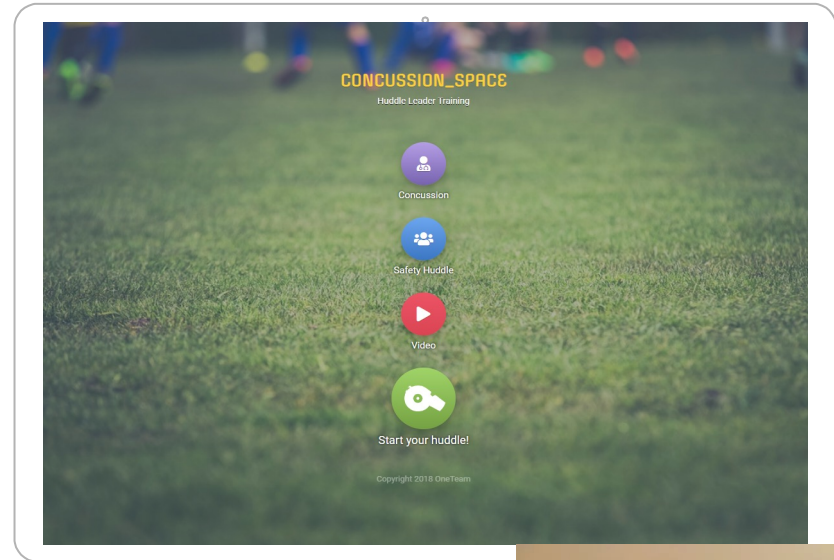 CONCUSSION_SPACE
Huddle Leader Training
Concussion
Safety Huddle
Video
Start your huddle!
Copyright 2018 OneTeam